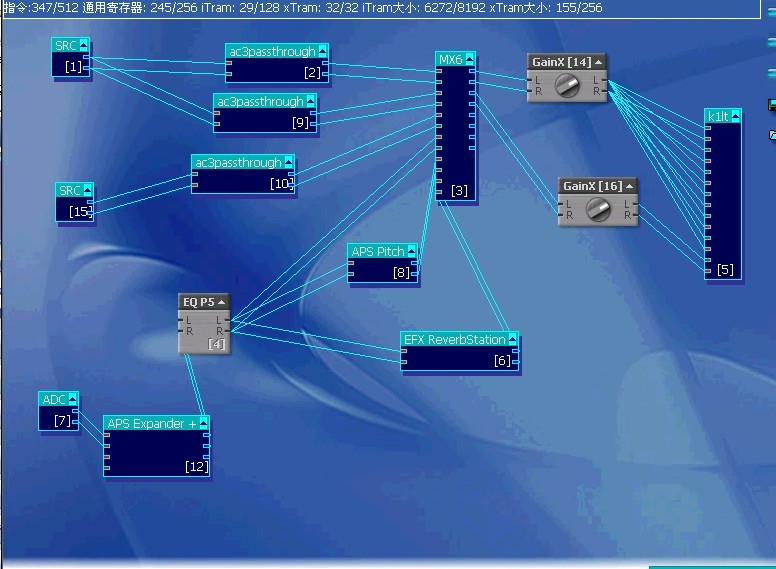 指令:347/512 通用寄存器: 245/256 iTram: 29/128 xTram: 32/32 iTram大小: 6272/8192 xTram大小: 155/256
SRC
[1]
ac3passthrough
[2]
ac3passthrough
[9]
MX6
[3]
GainX [14]
L L
R R
k1lt
[5]
ac3passthrough
[10]
SRC
[15]
GainX [16]
L L
R R
APS Pitch
[8]
EQ P5
L L
R R
[4]
EFX ReverbStation
[6]
ADC
[7]
APS Expander +
[12]